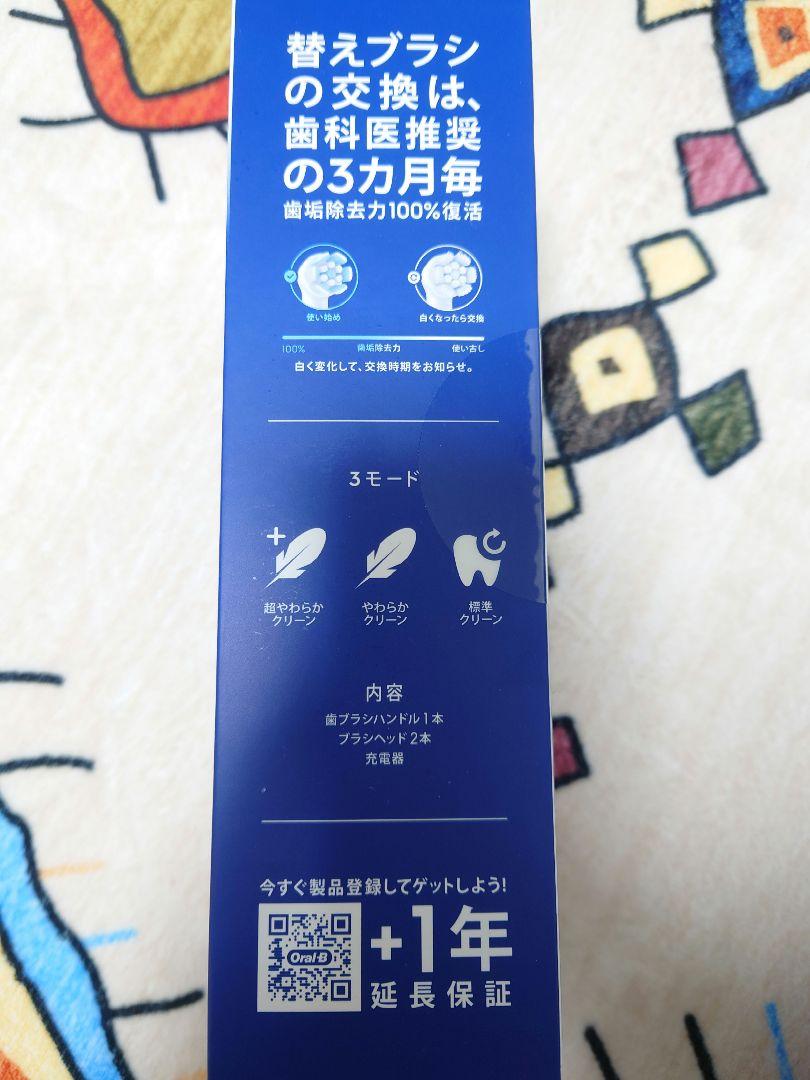 替えブラシ
の交換は、
歯科医推奨
の3カ月毎
歯垢除去力100%復活
使い始め
白くなったら交換
100%
歯垢除去力
使い古し
白く変化して、交換時期をお知らせ。
3モード
超やわらか
クリーン
やわらか
クリーン
標準
クリーン
内容
歯ブラシハンドル1本
ブラシヘッド2本
充電器
今すぐ製品登録してゲットしよう!
Oral-B
+1年
延長保証